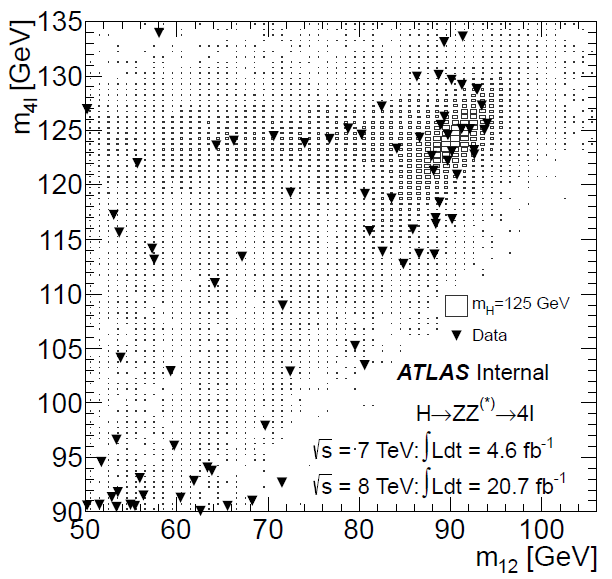 m4l [GeV]
135
130
125
120
115
110
105
100
95
90
50 60 70 80 90 100
m12 [GeV]
mH=125 GeV
Data
ATLAS Internal
H→ZZ(*)→4l
√s = 7 TeV: ∫Ldt = 4.6 fb-1
√s = 8 TeV: ∫Ldt = 20.7 fb-1